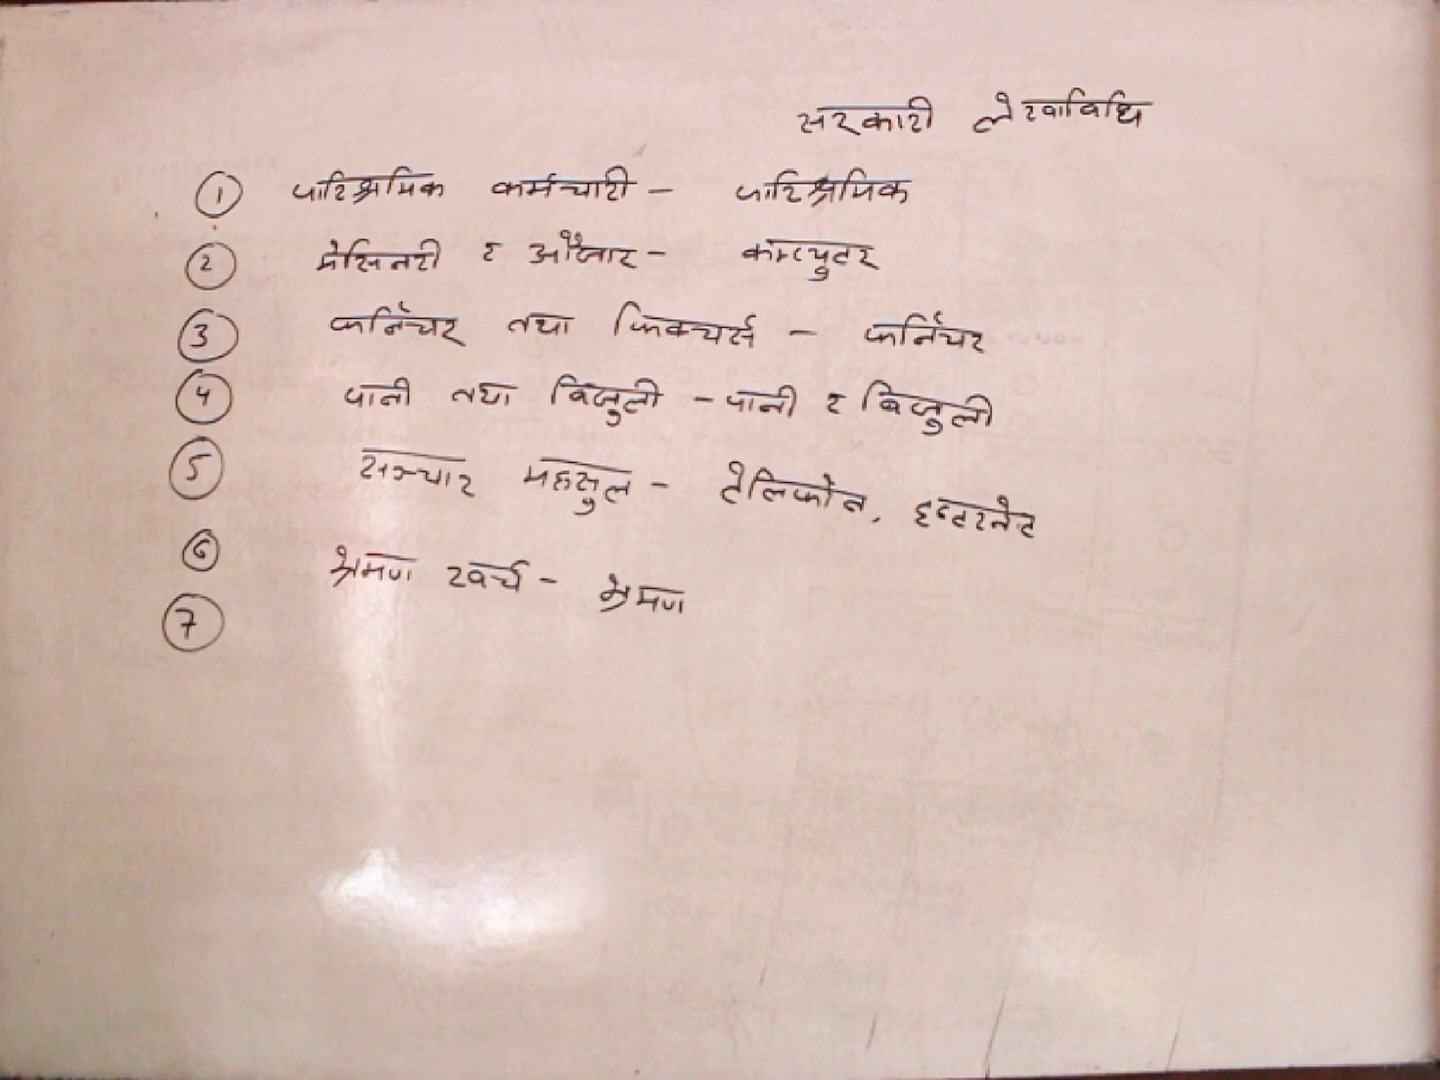 सरकारी लेखाविधि
① पारिश्रमिक कर्मचारी - पारिश्रमिक
② मेसिनरी र औजार - कम्प्युटर
③ फर्निचर तथा फिक्चर्स - फर्निचर
④ पानी तथा बिजुली - पानी र बिजुली
⑤ सञ्चार महसुल - टेलिफोन, इन्टरनेट
⑥ भ्रमण खर्च - भ्रमण
⑦